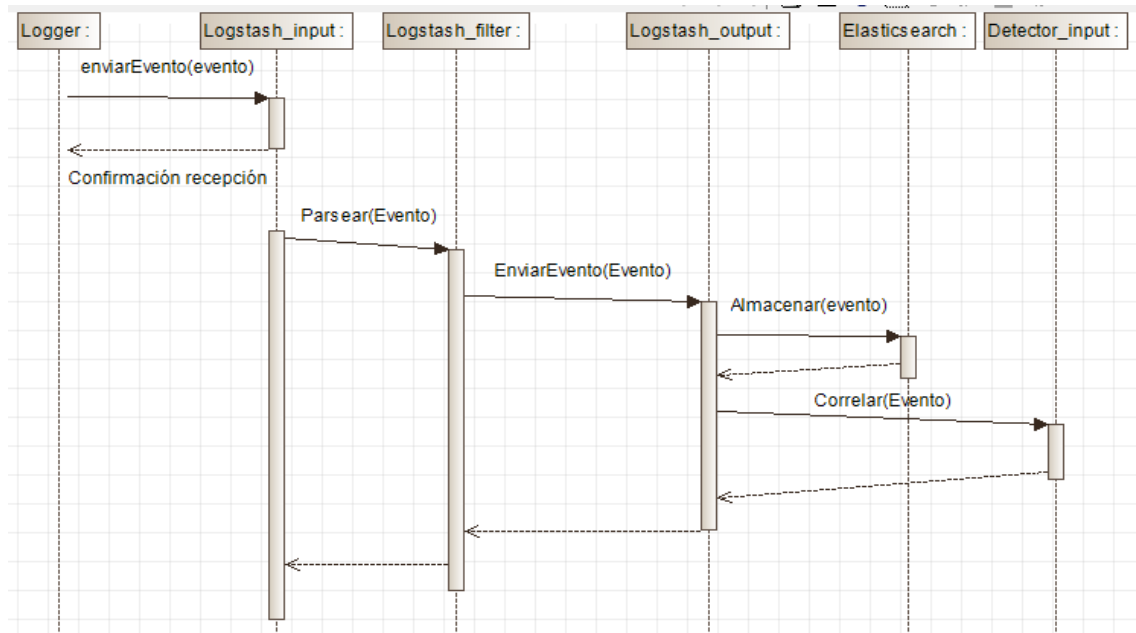 Logger :
Logstash_input :
Logstash_filter :
Logstash_output :
Elasticsearch :
Detector_input :
enviarEvento(evento)
Confirmación recepción
Parsear(Evento)
EnviarEvento(Evento)
Almacenar(evento)
Correlar(Evento)